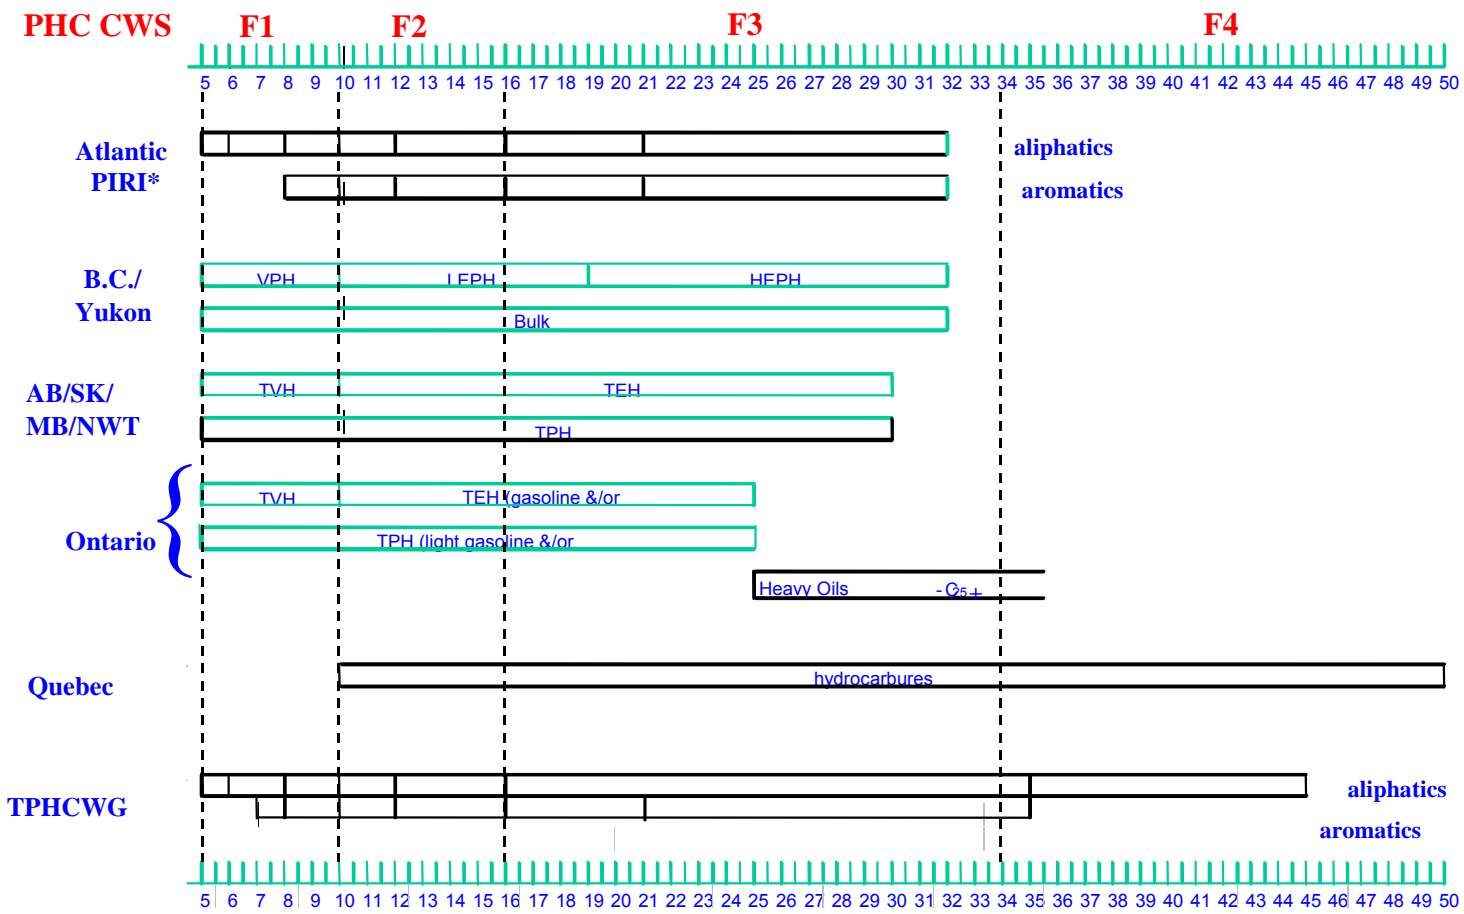 PHC CWS F1 F2 F3 F4
5 6 7 8 9 10 11 12 13 14 15 16 17 18 19 20 21 22 23 24 25 26 27 28 29 30 31 32 33 34 35 36 37 38 39 40 41 42 43 44 45 46 47 48 49 50
Atlantic
PIRI*
aliphatics
aromatics
B.C./
Yukon
VPH LEPH HEPH
Bulk
AB/SK/
MB/NWT
TVH TEH
TPH
Ontario
TVH TEH (gasoline &/or
TPH (light gasoline &/or
Heavy Oils -C25+
Quebec
hydrocarbures
TPHCWG
aliphatics
aromatics
5 6 7 8 9 10 11 12 13 14 15 16 17 18 19 20 21 22 23 24 25 26 27 28 29 30 31 32 33 34 35 36 37 38 39 40 41 42 43 44 45 46 47 48 49 50